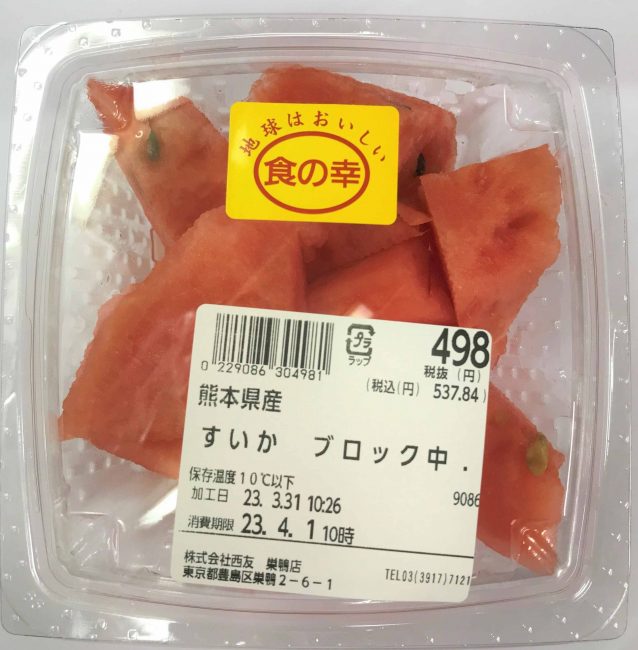 地球はおいしい
食の幸
0 229086 304981
プラ
ラップ
498
税抜(円)
(税込(円) 537.84)
熊本県産
すいか ブロック中.
保存温度10℃以下
加工日 23. 3.31 10:26
9086
消費期限 23. 4. 1 10時
株式会社西友 巣鴨店
東京都豊島区巣鴨2-6-1
TEL03(3917)7121